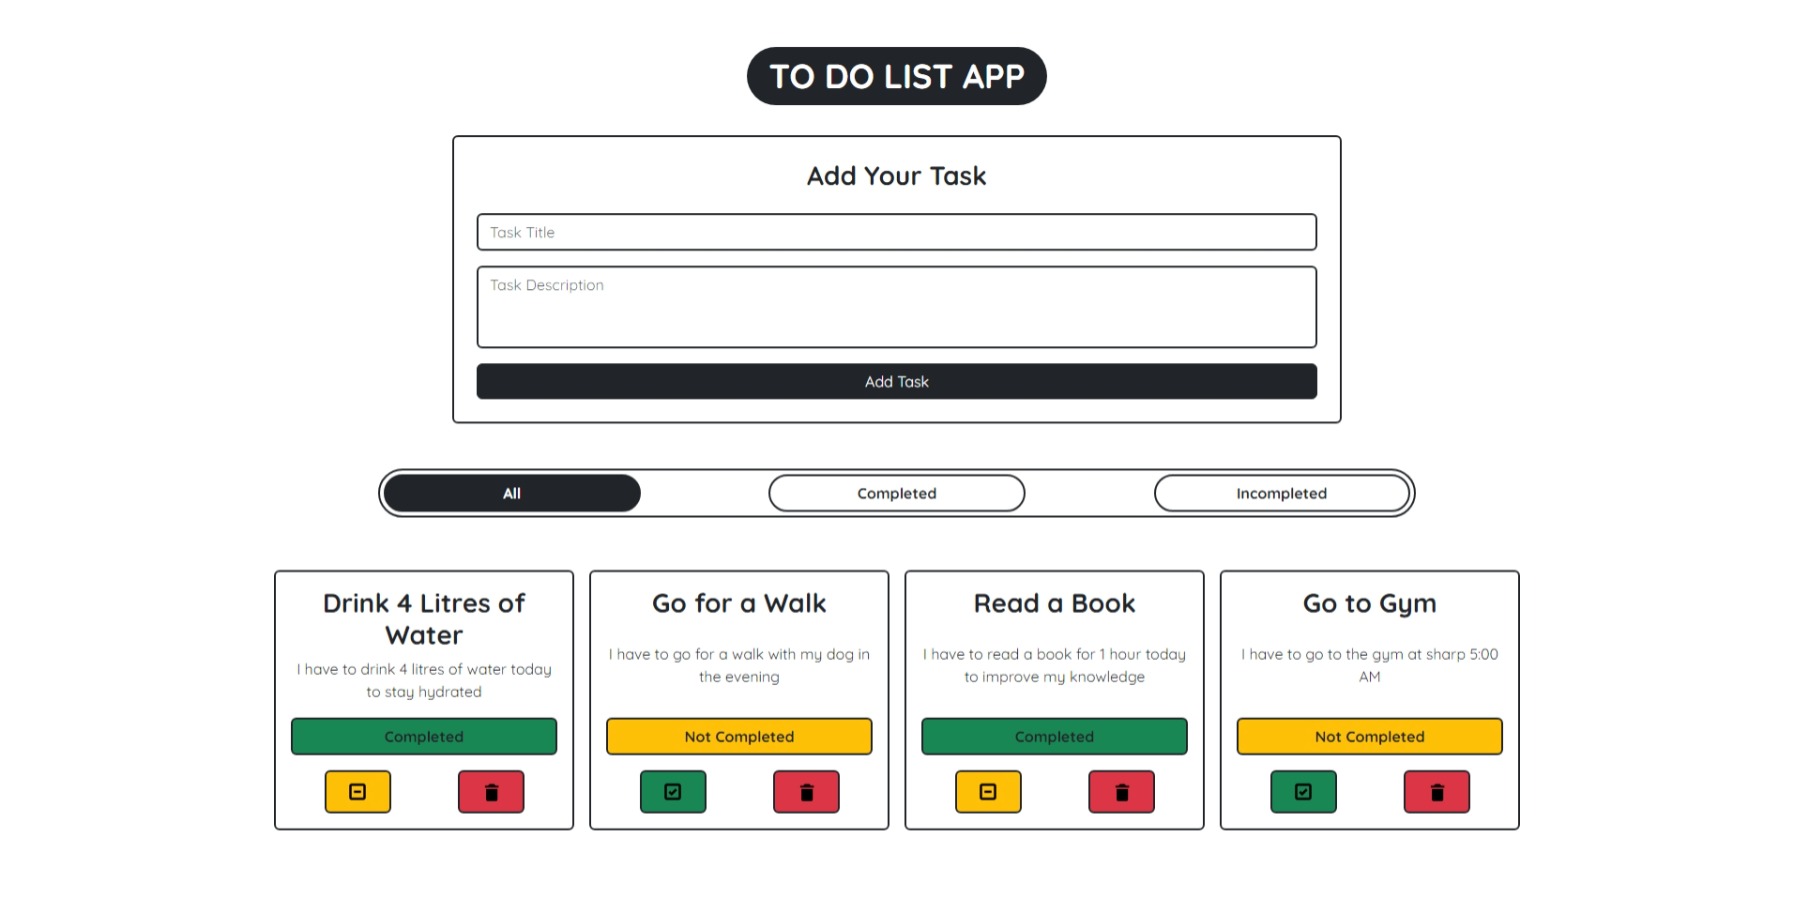 TO DO LIST APP
Add Your Task
Task Title
Task Description
Add Task
All
Completed
Incompleted
Drink 4 Litres of
Water
I have to drink 4 litres of water today
to stay hydrated
Completed
Go for a Walk
I have to go for a walk with my dog in
the evening
Not Completed
Read a Book
I have to read a book for 1 hour today
to improve my knowledge
Completed
Go to Gym
I have to go to the gym at sharp 5:00
AM
Not Completed